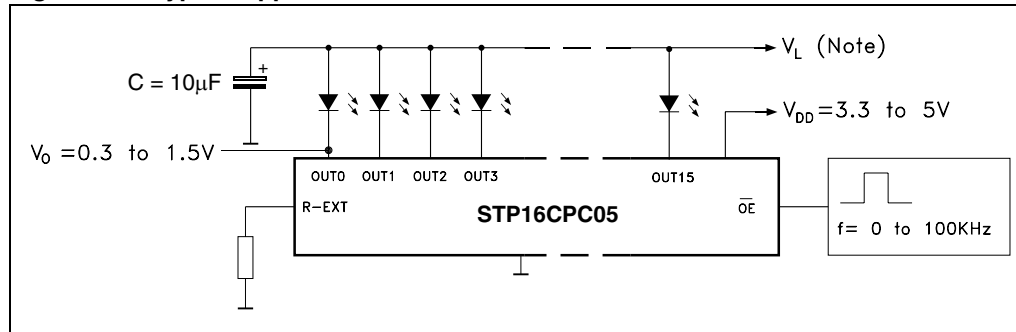 V_L (Note)
C = 10μF
+
V_DD=3.3 to 5V
V_O =0.3 to 1.5V
OUT0 OUT1 OUT2 OUT3 OUT15
R-EXT
STP16CPC05
OE
f= 0 to 100KHz